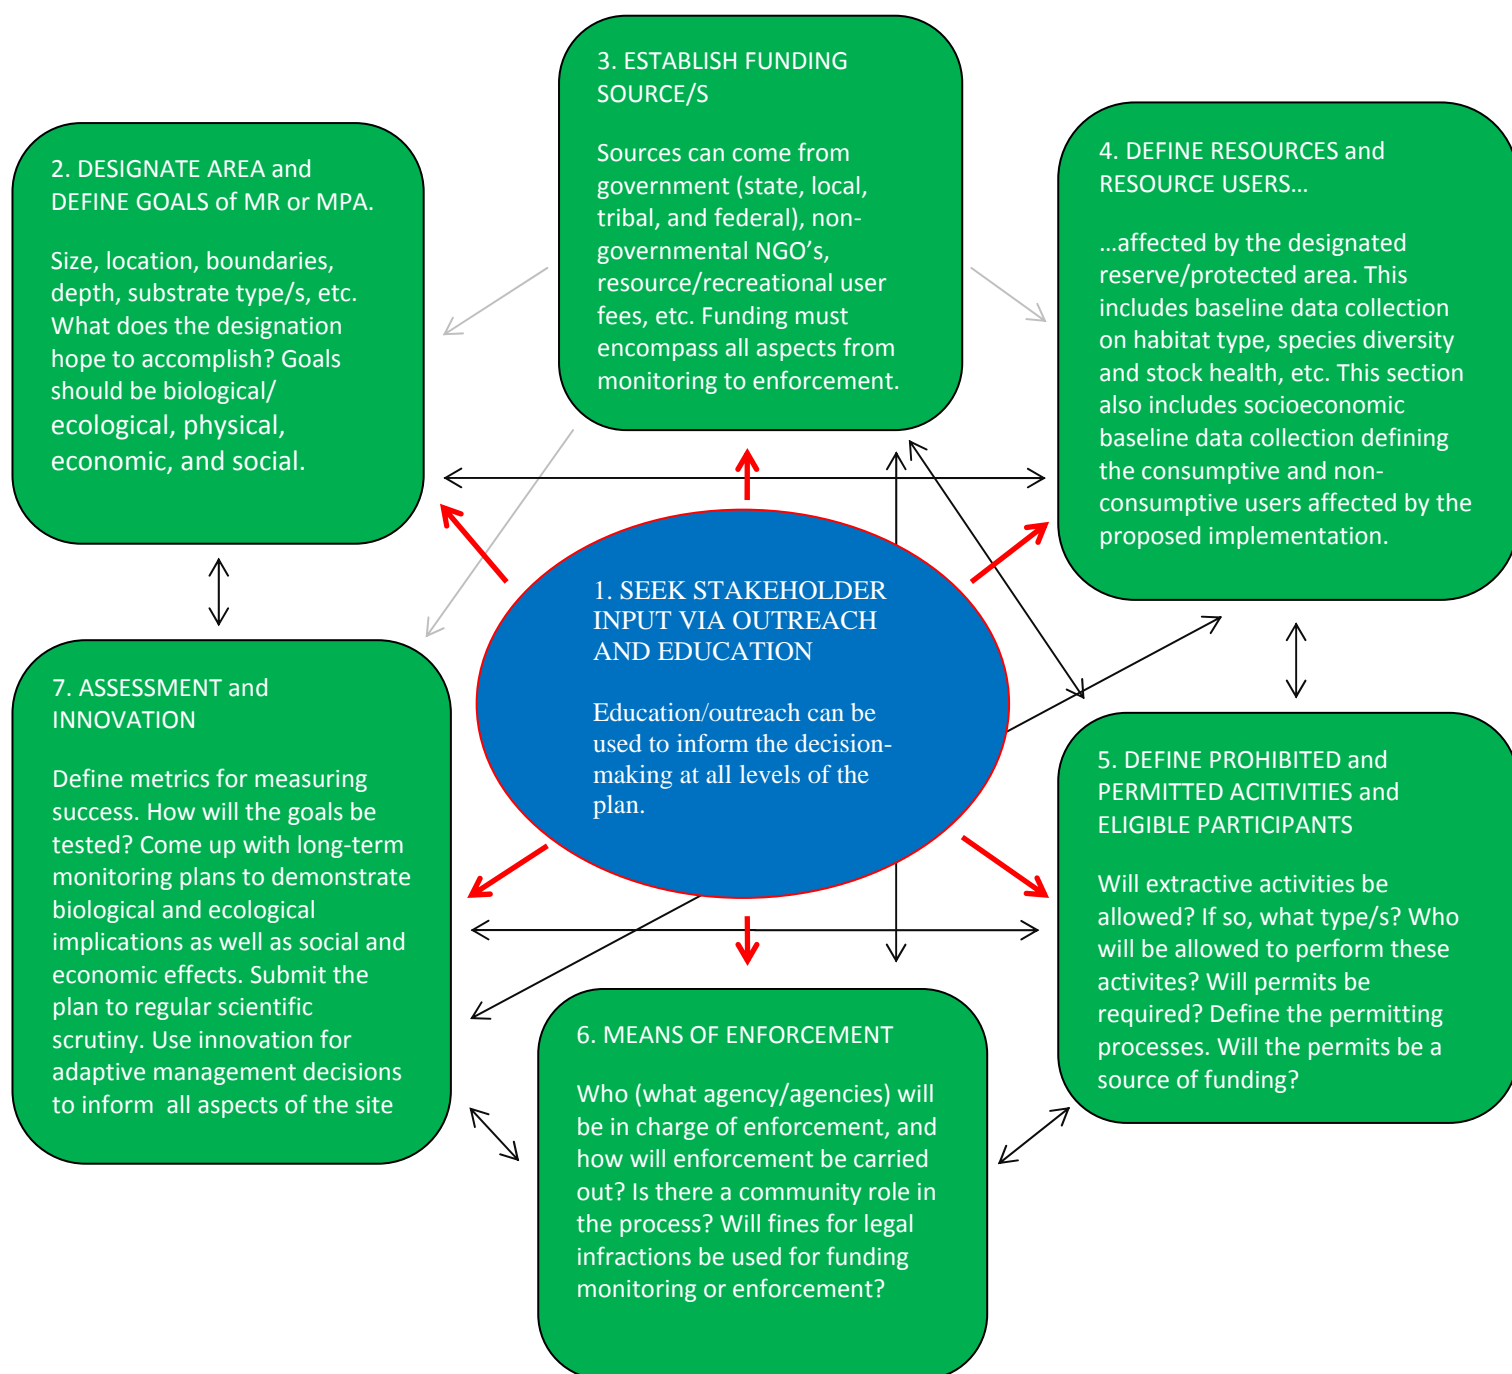 1. SEEK STAKEHOLDER
INPUT VIA OUTREACH
AND EDUCATION
Education/outreach can be
used to inform the decision-
making at all levels of the
plan.
2. DESIGNATE AREA and
DEFINE GOALS of MR or MPA.
Size, location, boundaries,
depth, substrate type/s, etc.
What does the designation
hope to accomplish? Goals
should be biological/
ecological, physical,
economic, and social.
3. ESTABLISH FUNDING
SOURCE/S
Sources can come from
government (state, local,
tribal, and federal), non-
governmental NGO’s,
resource/recreational user
fees, etc. Funding must
encompass all aspects from
monitoring to enforcement.
4. DEFINE RESOURCES and
RESOURCE USERS…
…affected by the designated
reserve/protected area. This
includes baseline data collection
on habitat type, species diversity
and stock health, etc. This section
also includes socioeconomic
baseline data collection defining
the consumptive and non-
consumptive users affected by the
proposed implementation.
5. DEFINE PROHIBITED and
PERMITTED ACITIVITIES and
ELIGIBLE PARTICIPANTS
Will extractive activities be
allowed? If so, what type/s? Who
will be allowed to perform these
activites? Will permits be
required? Define the permitting
processes. Will the permits be a
source of funding?
6. MEANS OF ENFORCEMENT
Who (what agency/agencies) will
be in charge of enforcement, and
how will enforcement be carried
out? Is there a community role in
the process? Will fines for legal
infractions be used for funding
monitoring or enforcement?
7. ASSESSMENT and
INNOVATION
Define metrics for measuring
success. How will the goals be
tested? Come up with long-term
monitoring plans to demonstrate
biological and ecological
implications as well as social and
economic effects. Submit the
plan to regular scientific
scrutiny. Use innovation for
adaptive management decisions
to inform  all aspects of the site